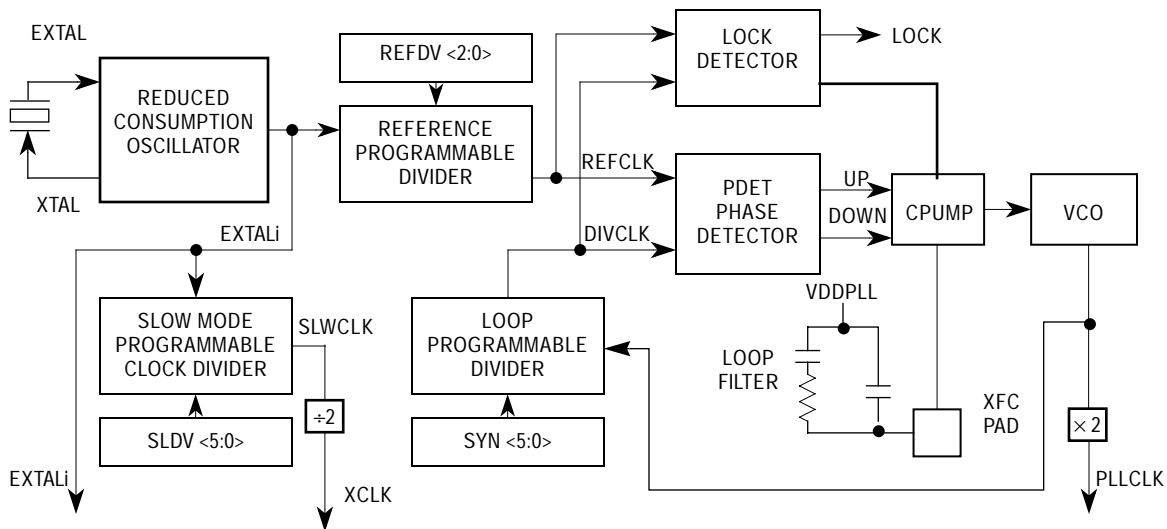 EXTAL
REDUCED
CONSUMPTION
OSCILLATOR
XTAL
REFDV <2:0>
REFERENCE
PROGRAMMABLE
DIVIDER
LOCK
DETECTOR
LOCK
REFCLK
DIVCLK
PDET
PHASE
DETECTOR
UP
DOWN
CPUMP
VCO
EXTALi
SLOW MODE
PROGRAMMABLE
CLOCK DIVIDER
SLWCLK
÷2
SLDV <5:0>
EXTALi
XCLK
LOOP
PROGRAMMABLE
DIVIDER
SYN <5:0>
VDDPLL
LOOP
FILTER
XFC
PAD
× 2
PLLCLK